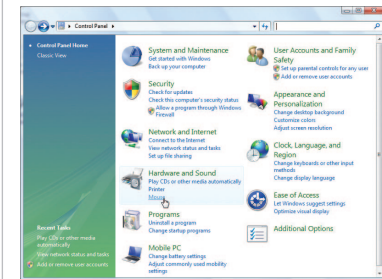 Control Panel
Control Panel Home
Classic View
Recent Tasks
Play CDs or other media
automatically
View network status and tasks
Add or remove user accounts
System and Maintenance
Get started with Windows
Back up your computer
Security
Check for updates
Check this computer's security status
Allow a program through Windows
Firewall
Network and Internet
Connect to the Internet
View network status and tasks
Set up file sharing
Hardware and Sound
Play CDs or other media automatically
Printer
Mouse
Programs
Uninstall a program
Change startup programs
Mobile PC
Change battery settings
Adjust commonly used mobility
settings
User Accounts and Family
Safety
Set up parental controls for any user
Add or remove user accounts
Appearance and
Personalization
Change desktop background
Customize colors
Adjust screen resolution
Clock, Language, and
Region
Change keyboards or other input
methods
Change display language
Ease of Access
Let Windows suggest settings
Optimize visual display
Additional Options